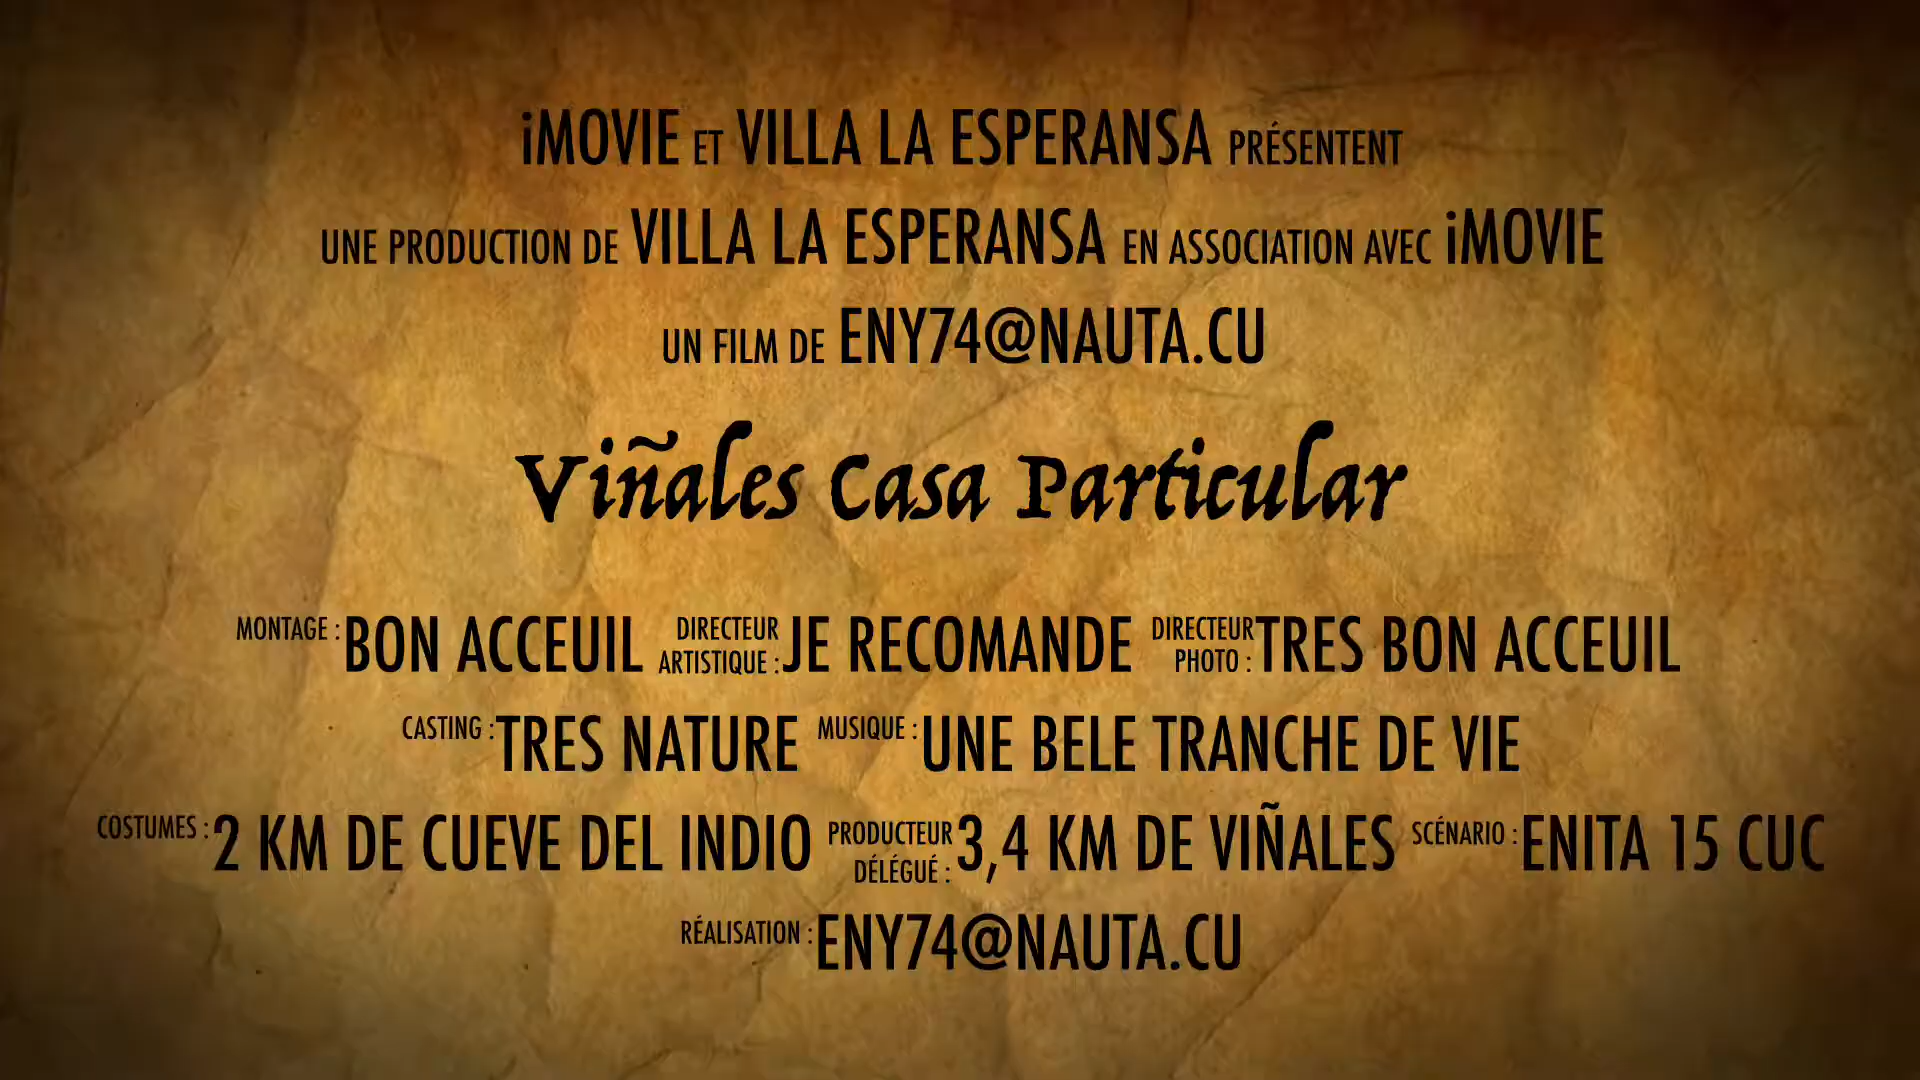 iMOVIE ET VILLA LA ESPERANSA PRÉSENTENT
UNE PRODUCTION DE VILLA LA ESPERANSA EN ASSOCIATION AVEC iMOVIE
UN FILM DE ENY74@NAUTA.CU
Viñales Casa Particular
MONTAGE : BON ACCEUIL DIRECTEUR ARTISTIQUE : JE RECOMANDE DIRECTEUR PHOTO : TRES BON ACCEUIL
CASTING : TRES NATURE MUSIQUE : UNE BELE TRANCHE DE VIE
COSTUMES : 2 KM DE CUEVE DEL INDIO PRODUCTEUR DÉLÉGUÉ : 3,4 KM DE VIÑALES SCÉNARIO : ENITA 15 CUC
RÉALISATION : ENY74@NAUTA.CU